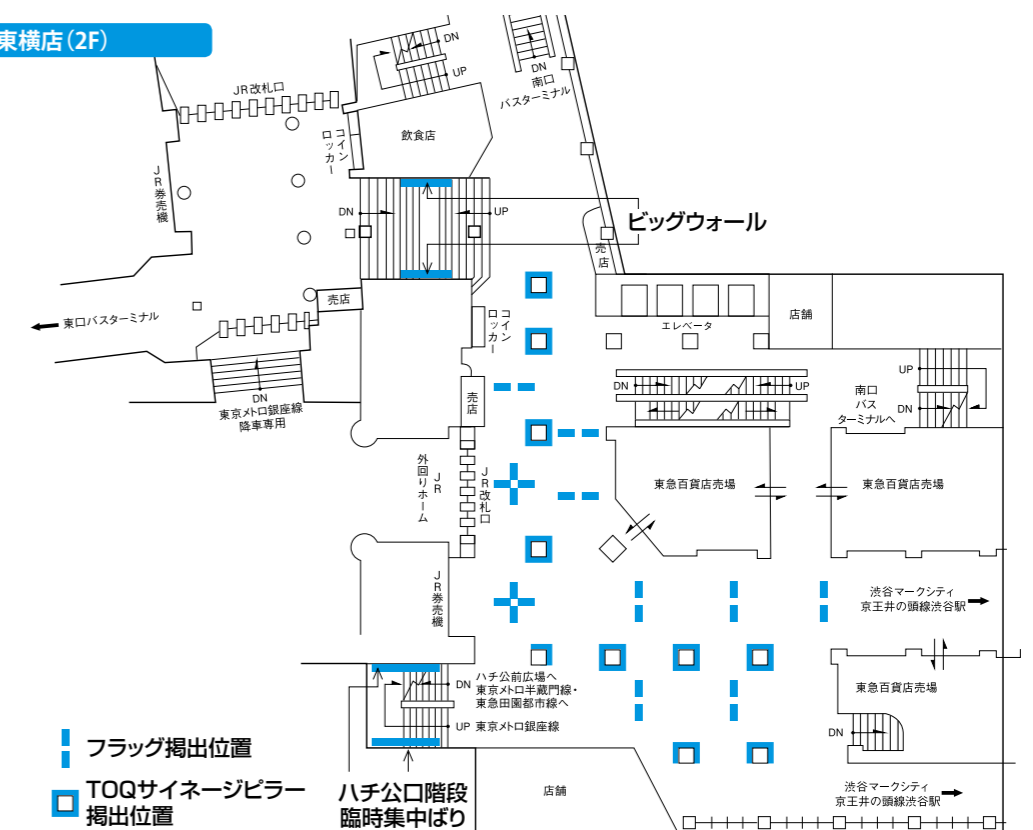 東横店(2F)
DN
UP
DN
南口
バスターミナル
JR改札口
コイン
ロッカー
飲食店
JR券売機
DN
UP
ビッグウォール
売店
東口バスターミナル
売店
コイン
ロッカー
エレベータ
店舗
DN
東京メトロ銀座線
降車専用
売店
DN
UP
南口
バス
ターミナルへ
UP
DN
JR
外回りホーム
JR改札口
東急百貨店売場
東急百貨店売場
JR券売機
渋谷マークシティ
京王井の頭線渋谷駅
DN
ハチ公前広場へ
東京メトロ半蔵門線・
東急田園都市線へ
UP 東京メトロ銀座線
東急百貨店売場
DN
フラッグ掲出位置
TOQサイネージピラー
掲出位置
ハチ公口階段
臨時集中ばり
店舗
渋谷マークシティ
京王井の頭線渋谷駅